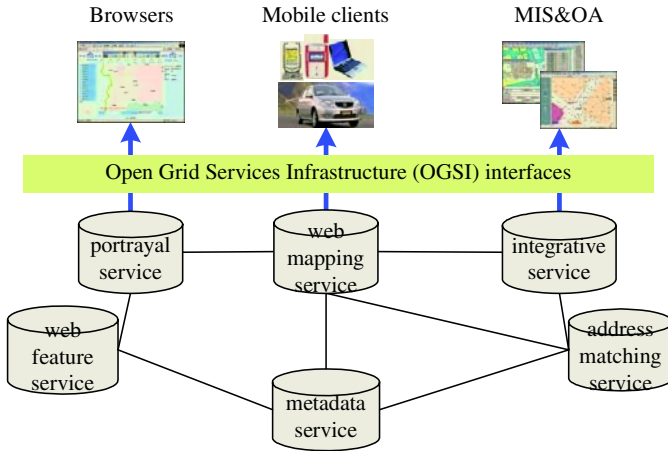 Browsers
Mobile clients
MIS&OA
Open Grid Services Infrastructure (OGSI) interfaces
portrayal
service
web
mapping
service
integrative
service
web
feature
service
address
matching
service
metadata
service